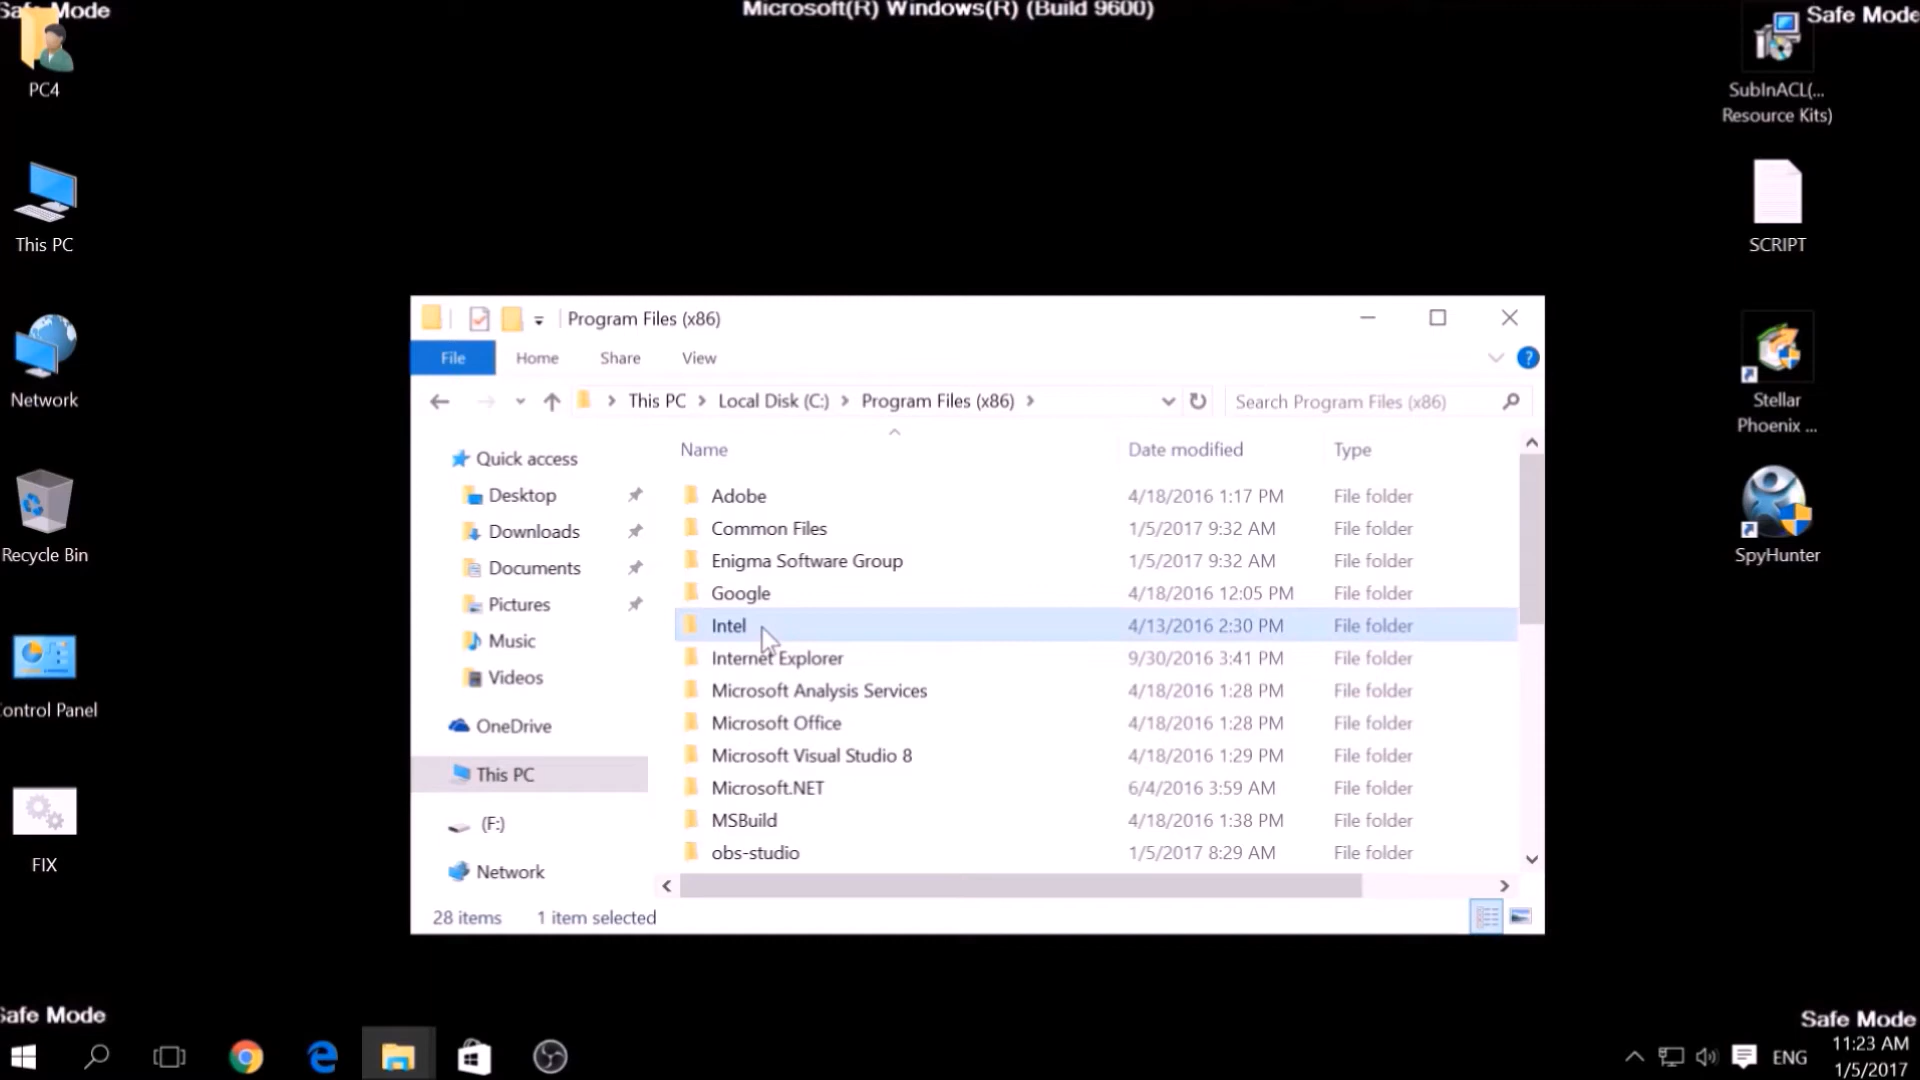 Safe Mode
Microsoft(R) Windows(R) (Build 9600)
Safe Mode
PC4
This PC
Network
Recycle Bin
ontrol Panel
FIX
SubInACL(...
Resource Kits)
SCRIPT
Stellar
Phoenix ...
SpyHunter
Program Files (x86)
File Home Share View ?
This PC > Local Disk (C:) > Program Files (x86) >
Search Program Files (x86)
Quick access
Desktop
Downloads
Documents
Pictures
Music
Videos
OneDrive
This PC
(F:)
Network
Name Date modified Type
Adobe 4/18/2016 1:17 PM File folder
Common Files 1/5/2017 9:32 AM File folder
Enigma Software Group 1/5/2017 9:32 AM File folder
Google 4/18/2016 12:05 PM File folder
Intel 4/13/2016 2:30 PM File folder
Internet Explorer 9/30/2016 3:41 PM File folder
Microsoft Analysis Services 4/18/2016 1:28 PM File folder
Microsoft Office 4/18/2016 1:28 PM File folder
Microsoft Visual Studio 8 4/18/2016 1:29 PM File folder
Microsoft.NET 6/4/2016 3:59 AM File folder
MSBuild 4/18/2016 1:38 PM File folder
obs-studio 1/5/2017 8:29 AM File folder
28 items 1 item selected
Safe Mode
Safe Mode
ENG
11:23 AM
1/5/2017